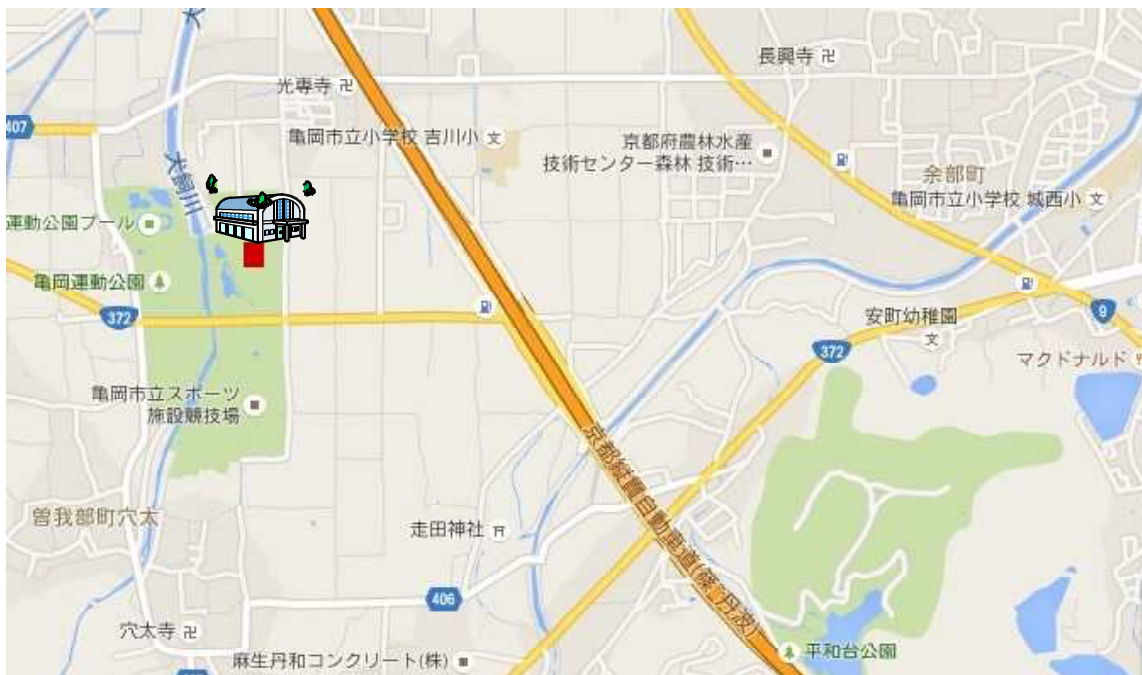 長興寺
光専寺
407
亀岡市立小学校 吉川小
京都府農林水産
技術センター森林 技術…
犬飼川
余部町
亀岡市立小学校 城西小
運動公園プール
亀岡運動公園
372
9
安町幼稚園
372
マクドナルド
亀岡市立スポーツ
施設競技場
京都縦貫自動車道(篠 丹波)
曽我部町穴太
走田神社
406
穴太寺
平和台公園
麻生丹和コンクリート(株)